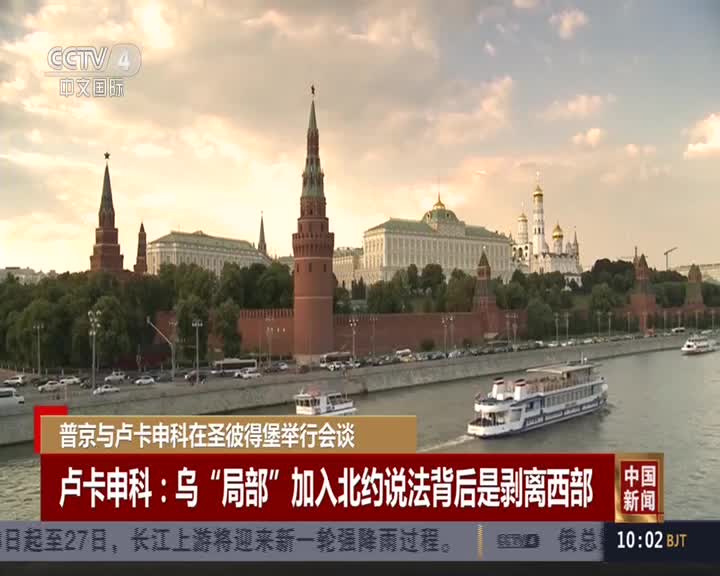 CCTV 4
中文国际
普京与卢卡申科在圣彼得堡举行会谈
卢卡申科：乌“局部”加入北约说法背后是剥离西部
中国
新闻
日起至27日，长江上游将迎来新一轮强降雨过程。 CCTV 俄总
10:02 BJT